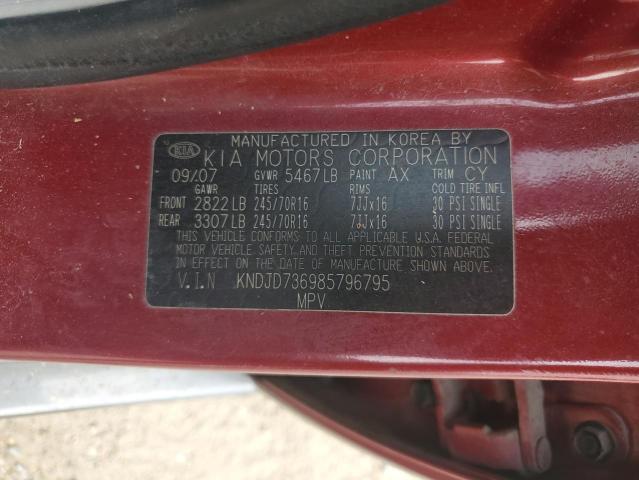 MANUFACTURED IN KOREA BY
KIA KIA MOTORS CORPORATION
09/07 GVWR 5467LB PAINT AX TRIM CY
GAWR TIRES RIMS COLD TIRE INFL
FRONT 2822LB 245/70R16 7JJx16 30 PSI SINGLE
REAR 3307LB 245/70R16 7JJx16 30 PSI SINGLE
THIS VEHICLE CONFORMS TO ALL APPLICABLE U.S.A. FEDERAL
MOTOR VEHICLE SAFETY.AND THEFT PREVENTION STANDARDS
IN EFFECT ON THE DATE OF MANUFACTURE SHOWN ABOVE.
V.I.N KNDJD736985796795
MPV